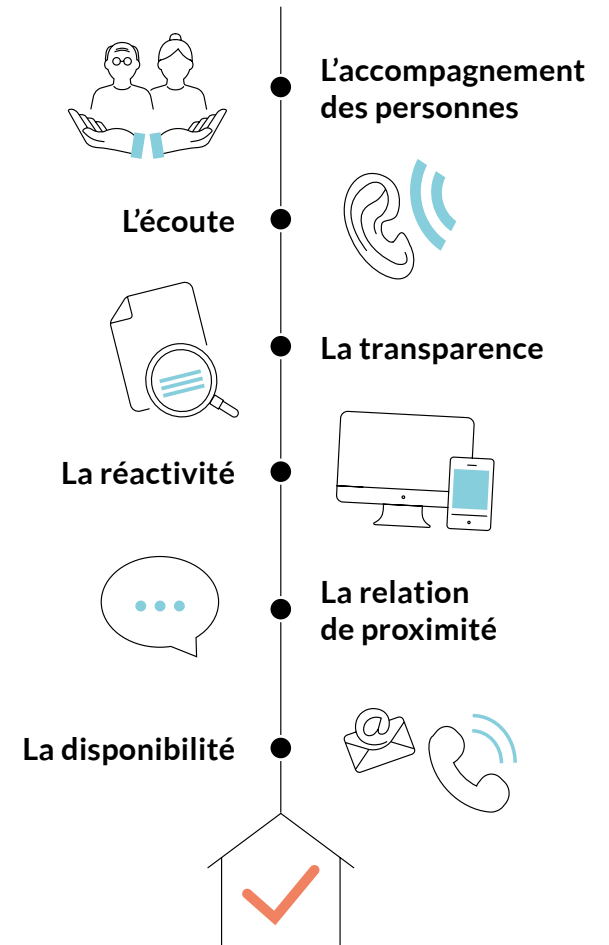 L'accompagnement
des personnes
L'écoute
La transparence
La réactivité
La relation
de proximité
@
La disponibilité